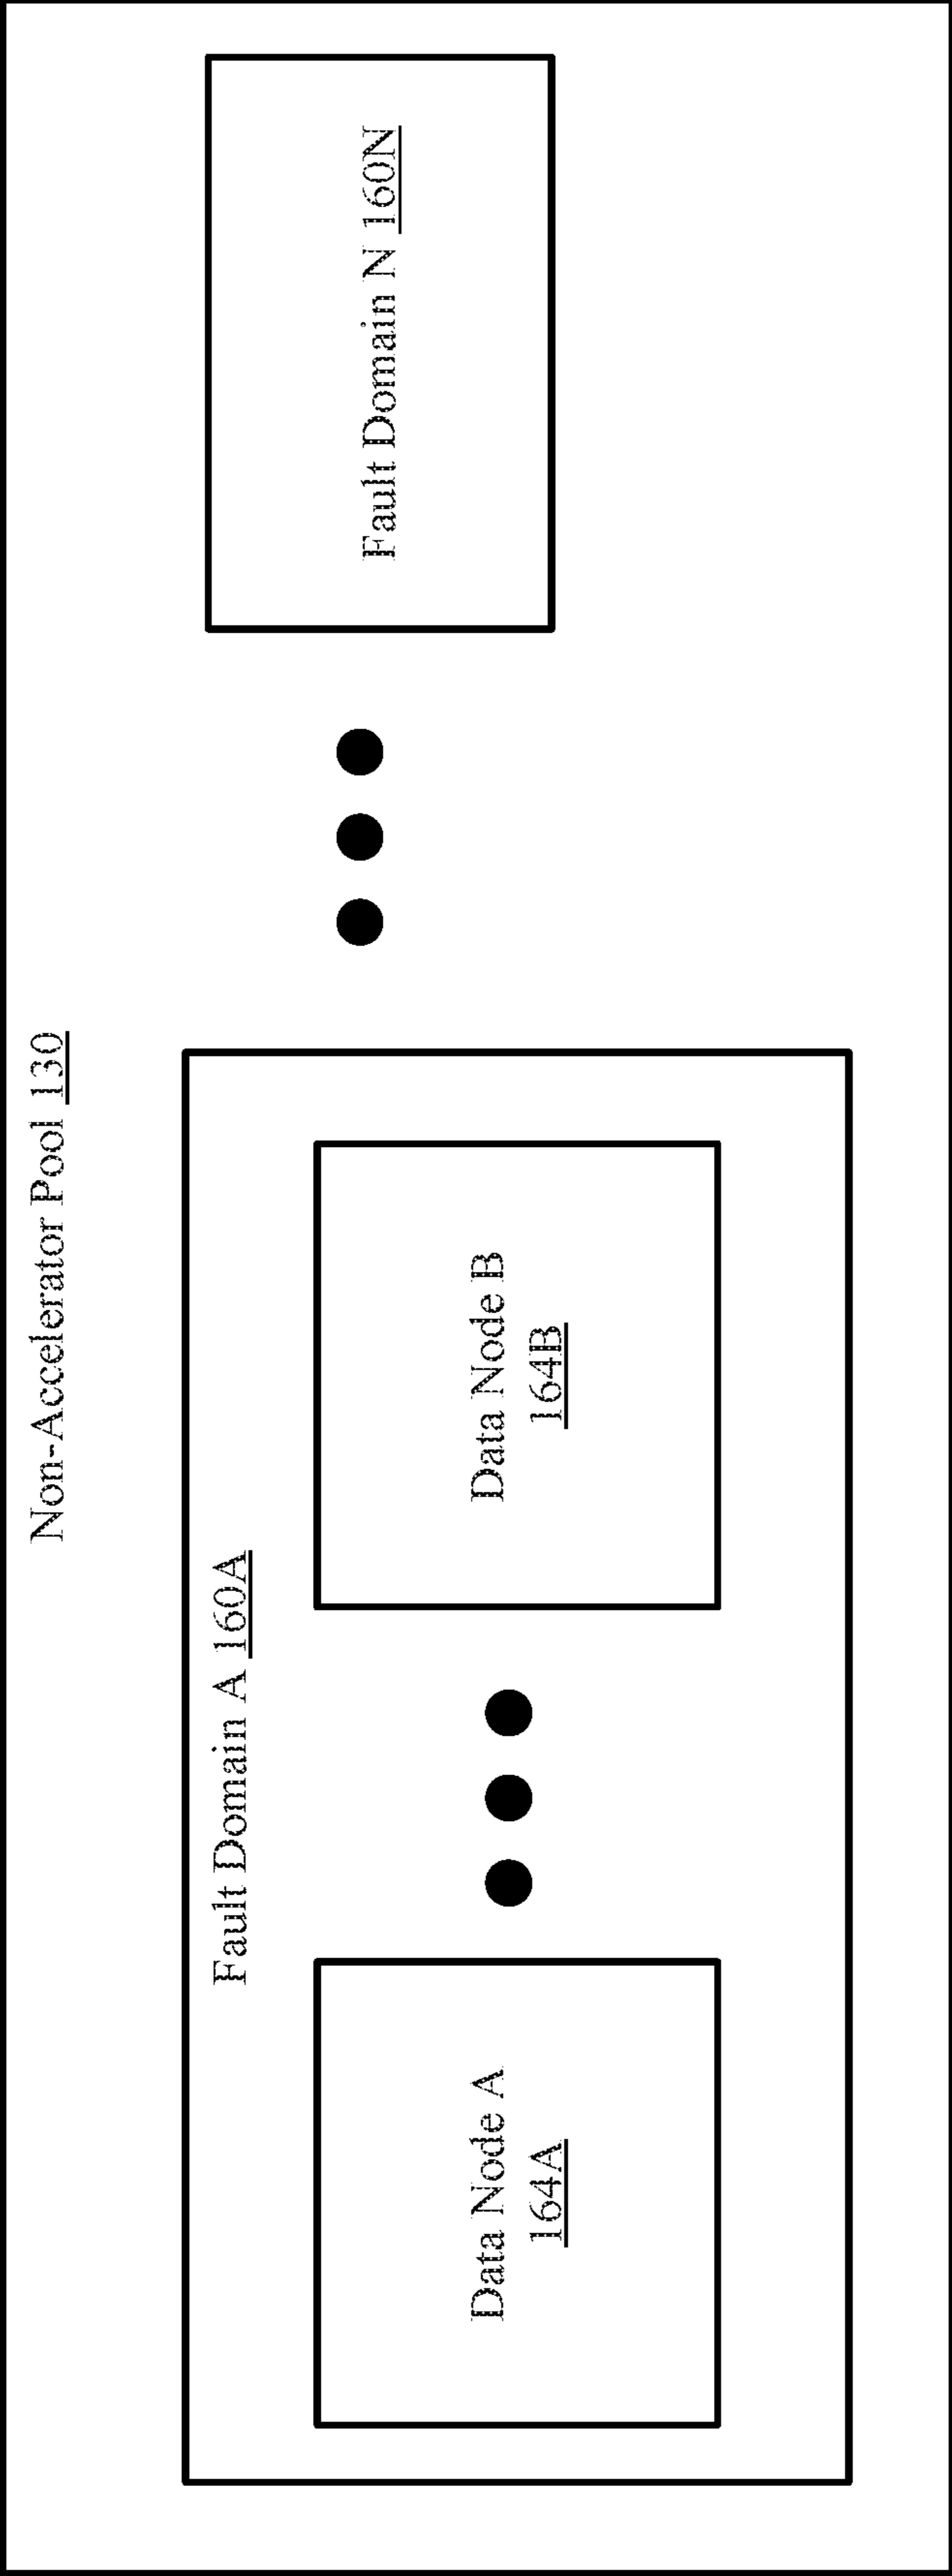 Non-Accelerator Pool 130
Fault Domain A 160A
Data Node A
164A
Data Node B
164B
Fault Domain N 160N